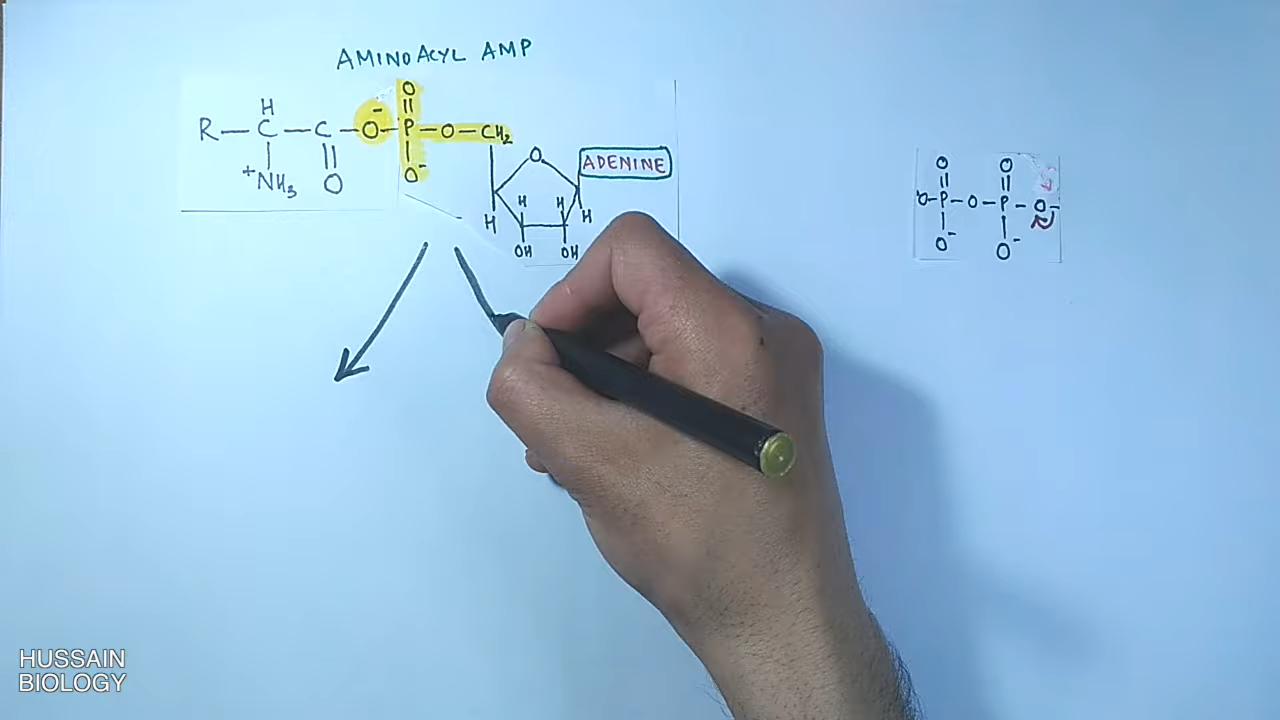 AMINOACYL AMP
O
H -
R — C — C — O — P — O — CH₂
+NH₃ O O-
O ADENINE
H H H H
OH OH
O O
O-P-O-P-O-
O- O-
HUSSAIN
BIOLOGY